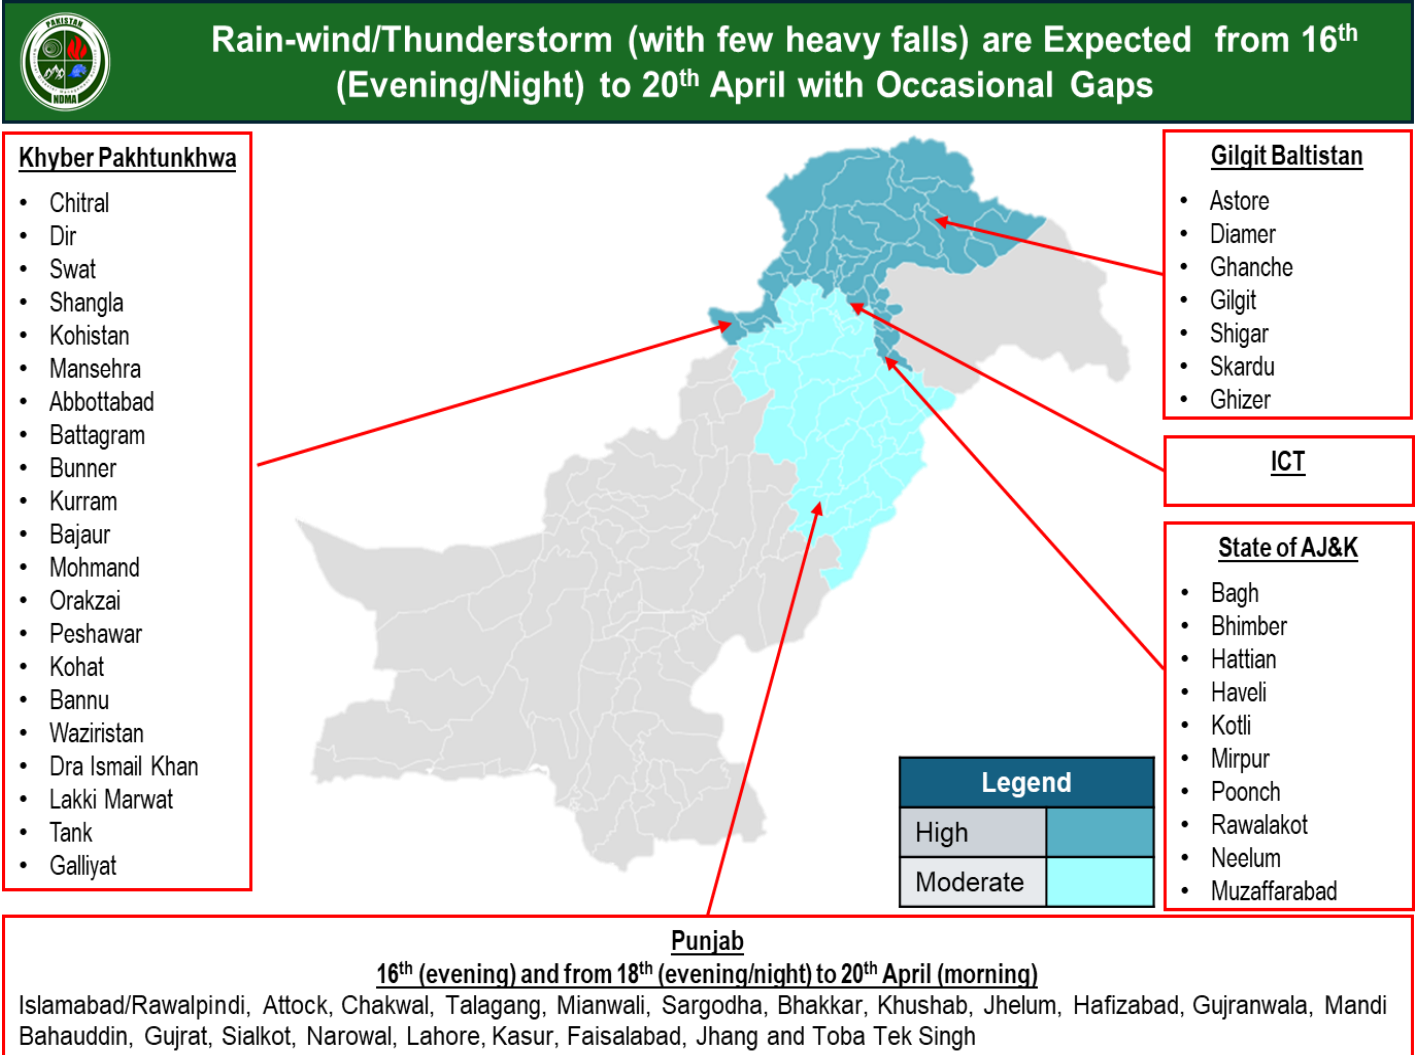 Rain-wind/Thunderstorm (with few heavy falls) are Expected from 16th
(Evening/Night) to 20th April with Occasional Gaps
PAKISTAN
NDMA
Khyber Pakhtunkhwa
• Chitral
• Dir
• Swat
• Shangla
• Kohistan
• Mansehra
• Abbottabad
• Battagram
• Bunner
• Kurram
• Bajaur
• Mohmand
• Orakzai
• Peshawar
• Kohat
• Bannu
• Waziristan
• Dra Ismail Khan
• Lakki Marwat
• Tank
• Galliyat
Gilgit Baltistan
• Astore
• Diamer
• Ghanche
• Gilgit
• Shigar
• Skardu
• Ghizer
ICT
State of AJ&K
• Bagh
• Bhimber
• Hattian
• Haveli
• Kotli
• Mirpur
• Poonch
• Rawalakot
• Neelum
• Muzaffarabad
Legend
High
Moderate
Punjab
16th (evening) and from 18th (evening/night) to 20th April (morning)
Islamabad/Rawalpindi, Attock, Chakwal, Talagang, Mianwali, Sargodha, Bhakkar, Khushab, Jhelum, Hafizabad, Gujranwala, Mandi
Bahauddin, Gujrat, Sialkot, Narowal, Lahore, Kasur, Faisalabad, Jhang and Toba Tek Singh